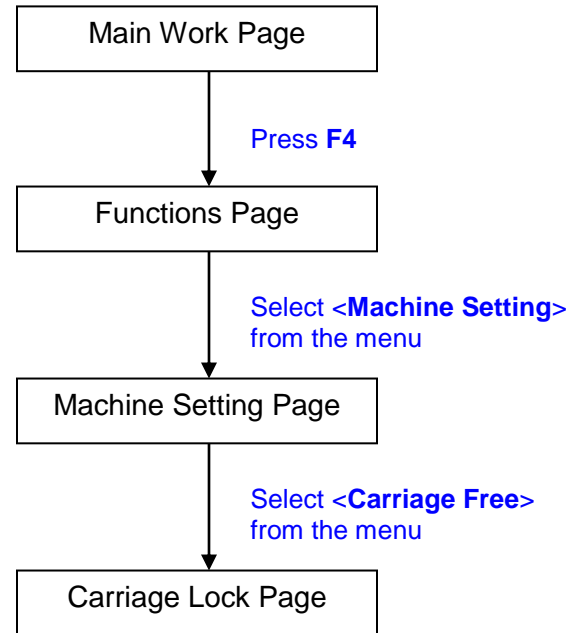 Main Work Page
Press F4
Functions Page
Select <Machine Setting>
from the menu
Machine Setting Page
Select <Carriage Free>
from the menu
Carriage Lock Page